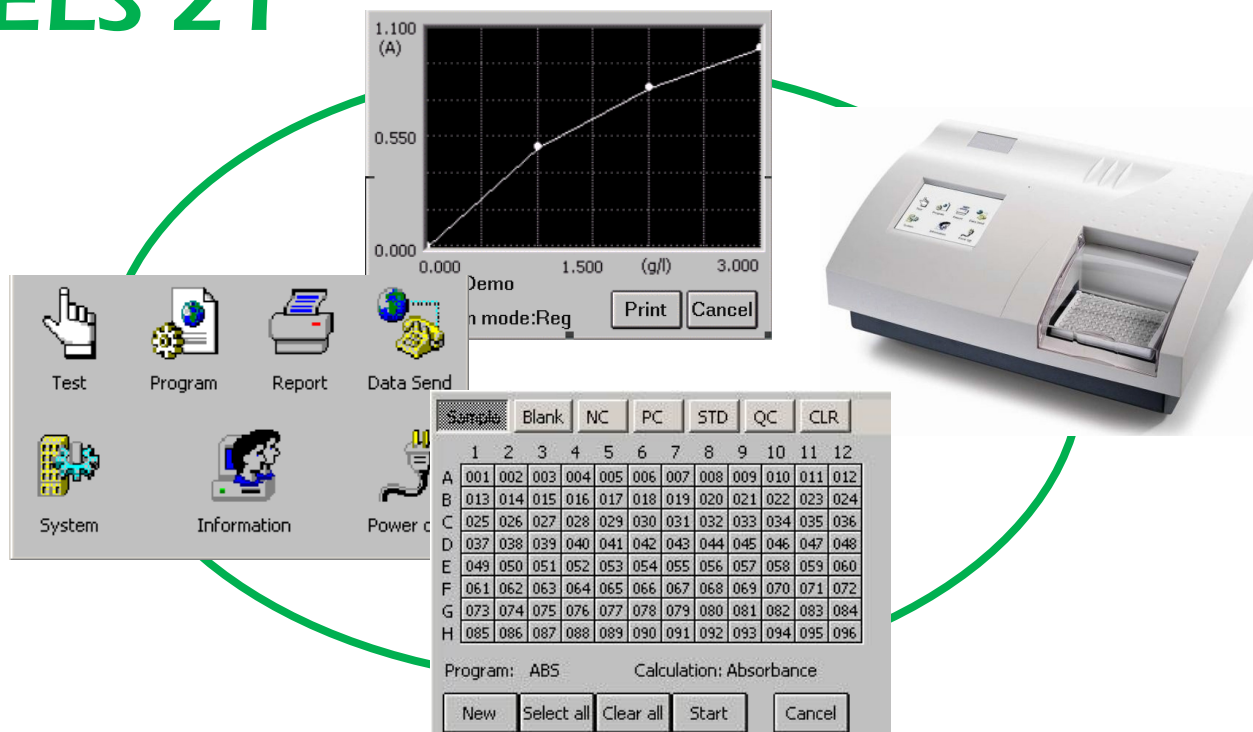 ELS 21
1.100
(A)
0.550
0.000
0.000 1.500 (g/l) 3.000
Demo
mode:Reg Print Cancel
Test Program Report Data Send
System Information Power
Sample Blank NC PC STD QC CLR
1 2 3 4 5 6 7 8 9 10 11 12
A 001 002 003 004 005 006 007 008 009 010 011 012
B 013 014 015 016 017 018 019 020 021 022 023 024
C 025 026 027 028 029 030 031 032 033 034 035 036
D 037 038 039 040 041 042 043 044 045 046 047 048
E 049 050 051 052 053 054 055 056 057 058 059 060
F 061 062 063 064 065 066 067 068 069 070 071 072
G 073 074 075 076 077 078 079 080 081 082 083 084
H 085 086 087 088 089 090 091 092 093 094 095 096
Program: ABS Calculation: Absorbance
New Select all Clear all Start Cancel